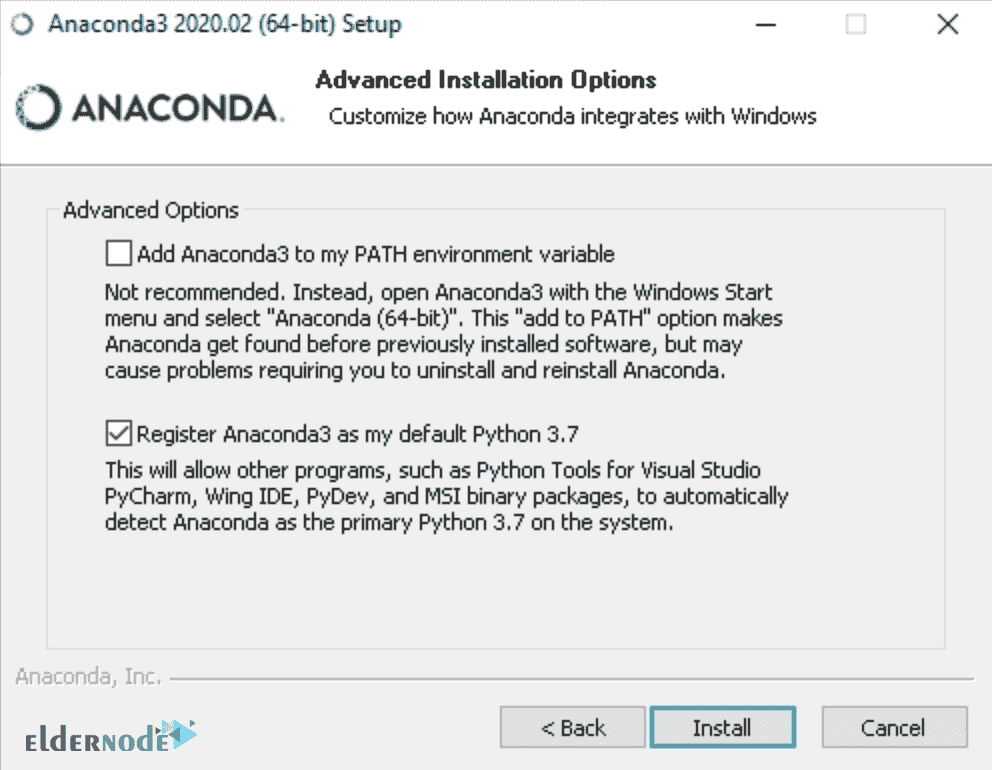 Anaconda3 2020.02 (64-bit) Setup
ANACONDA.
Advanced Installation Options
Customize how Anaconda integrates with Windows
Advanced Options
Add Anaconda3 to my PATH environment variable
Not recommended. Instead, open Anaconda3 with the Windows Start
menu and select "Anaconda (64-bit)". This "add to PATH" option makes
Anaconda get found before previously installed software, but may
cause problems requiring you to uninstall and reinstall Anaconda.
Register Anaconda3 as my default Python 3.7
This will allow other programs, such as Python Tools for Visual Studio
PyCharm, Wing IDE, PyDev, and MSI binary packages, to automatically
detect Anaconda as the primary Python 3.7 on the system.
Anaconda, Inc.
elderNode
< Back
Install
Cancel